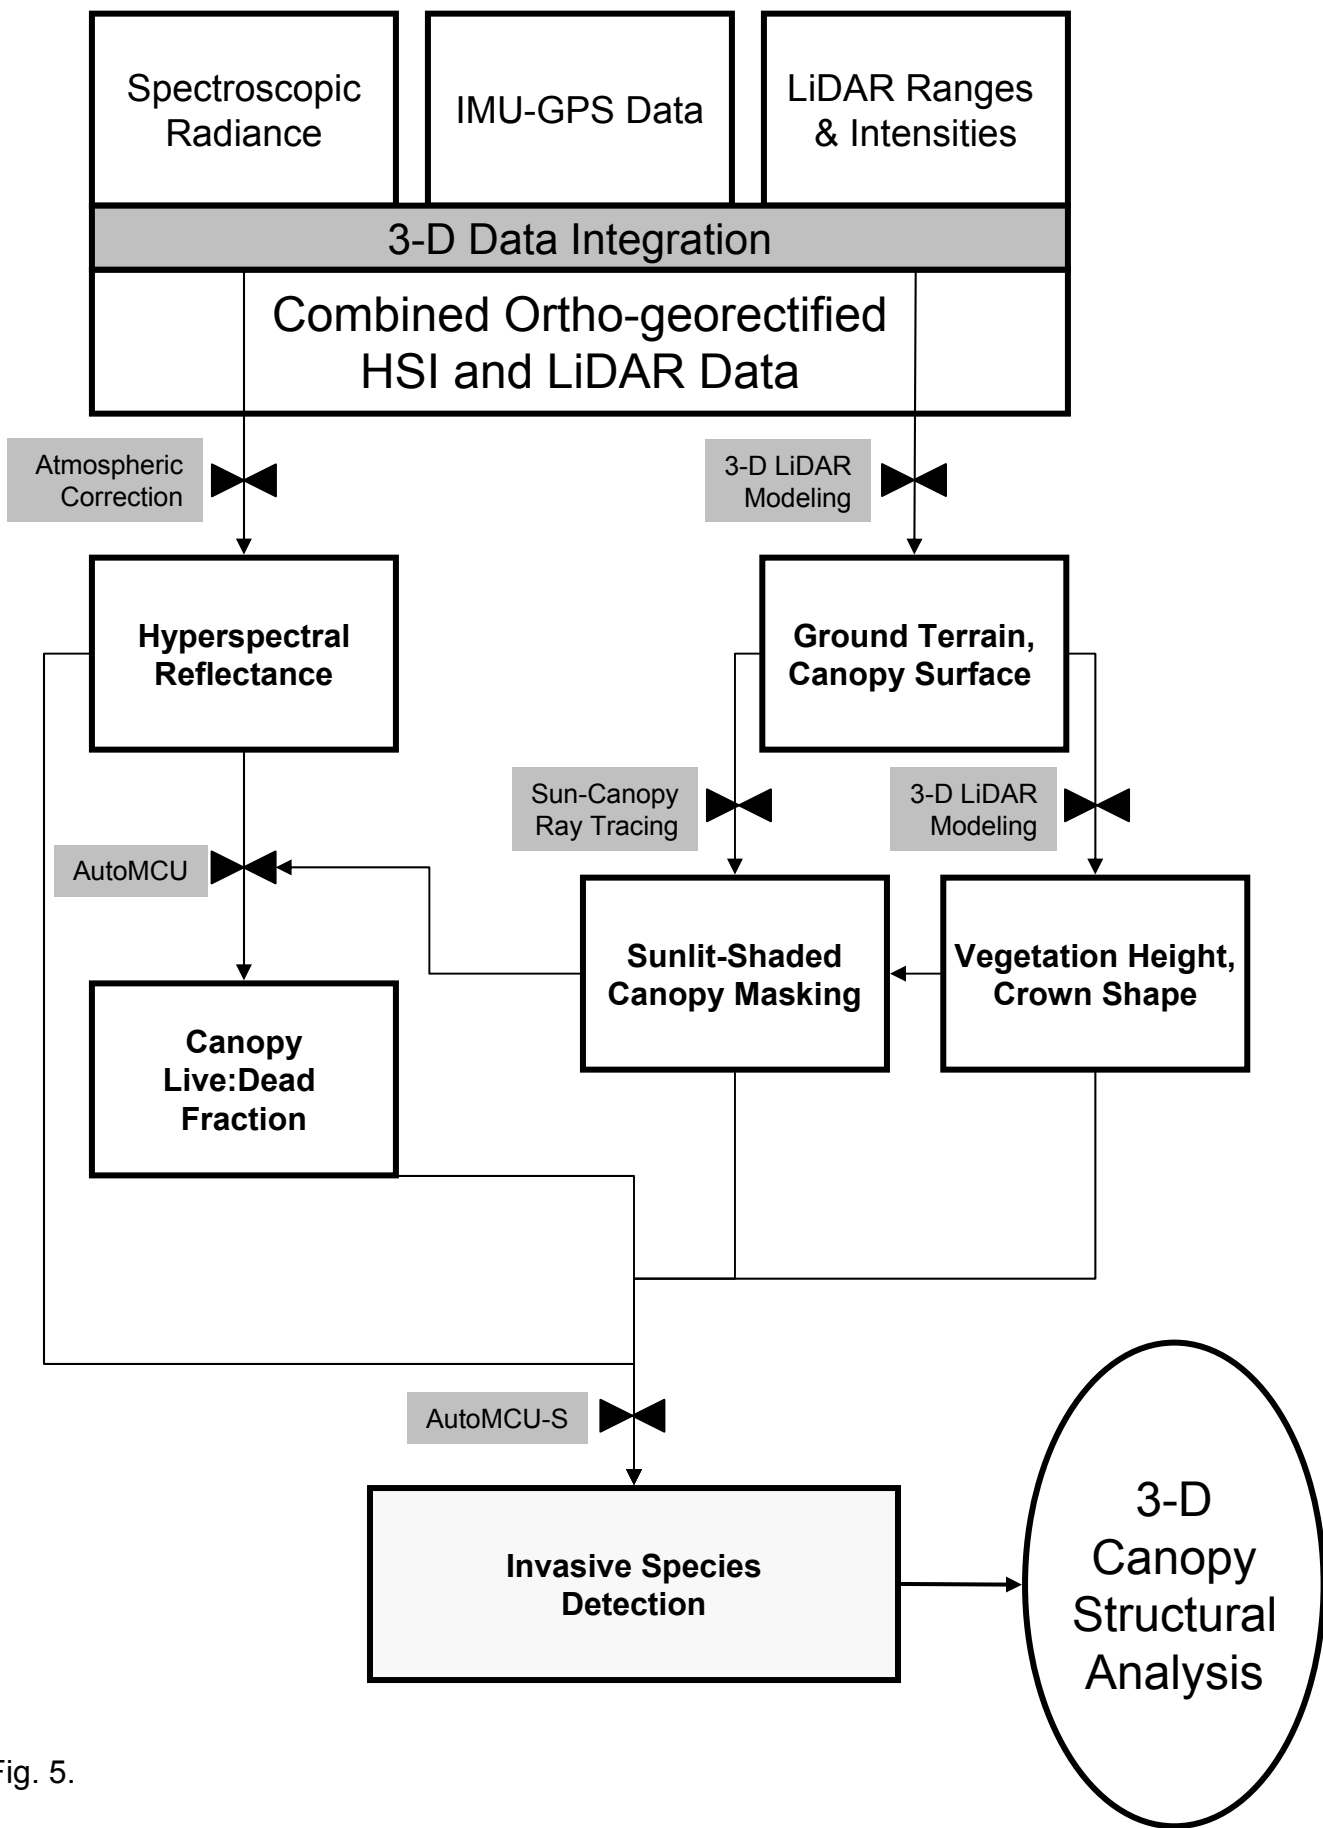 Spectroscopic
Radiance
IMU-GPS Data
LiDAR Ranges
& Intensities
3-D Data Integration
Combined Ortho-georectified
HSI and LiDAR Data
Atmospheric
Correction
3-D LiDAR
Modeling
Hyperspectral
Reflectance
Ground Terrain,
Canopy Surface
Sun-Canopy
Ray Tracing
3-D LiDAR
Modeling
AutoMCU
Sunlit-Shaded
Canopy Masking
Vegetation Height,
Crown Shape
Canopy
Live:Dead
Fraction
AutoMCU-S
Invasive Species
Detection
3-D
Canopy
Structural
Analysis
Fig. 5.